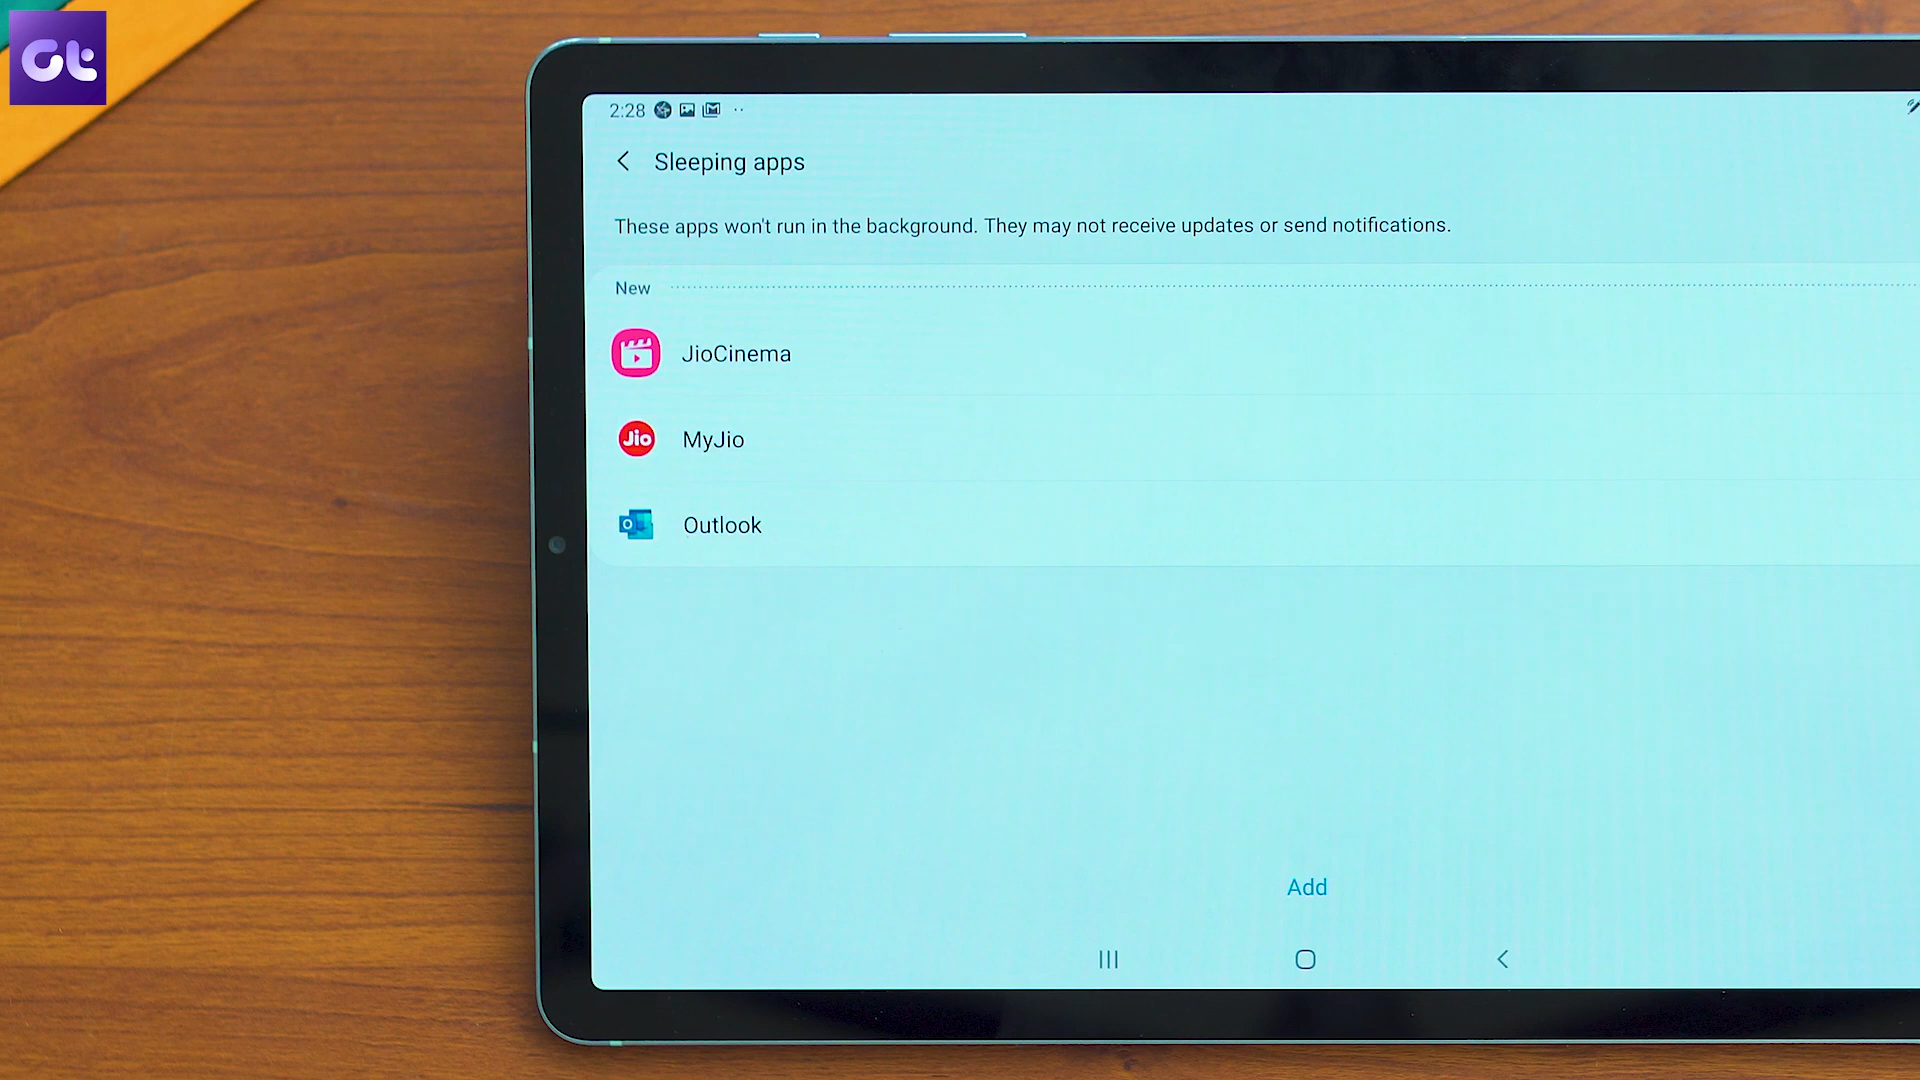 Gt
2:28
Sleeping apps
These apps won't run in the background. They may not receive updates or send notifications.
New
JioCinema
Jio
MyJio
O
Outlook
Add